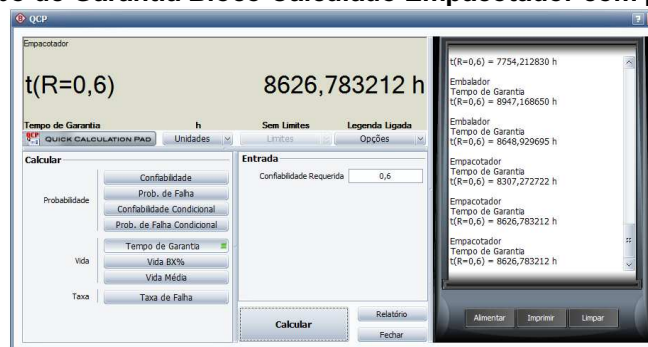 o de Garantia Bloco Calculado Empacotador com
QCP
Empacotador
t(R=0,6)
8626,783212 h
Tempo de Garantia
h
Sem Limites
Legenda Ligada
QCP QUICK CALCULATION PAD
Unidades
Limites
Opções
Calcular
Probabilidade
Confiabilidade
Prob. de Falha
Confiabilidade Condicional
Prob. de Falha Condicional
Vida
Tempo de Garantia
Vida BX%
Vida Média
Taxa
Taxa de Falha
Entrada
Confiabilidade Requerida
0,6
Calcular
Relatório
Fechar
t(R=0,6) = 7754,212830 h
Embalador
Tempo de Garantia
t(R=0,6) = 8947,168650 h
Embalador
Tempo de Garantia
t(R=0,6) = 8648,929695 h
Empacotador
Tempo de Garantia
t(R=0,6) = 8307,272722 h
Empacotador
Tempo de Garantia
t(R=0,6) = 8626,783212 h
Empacotador
Tempo de Garantia
t(R=0,6) = 8626,783212 h
Alimentar
Imprimir
Limpar